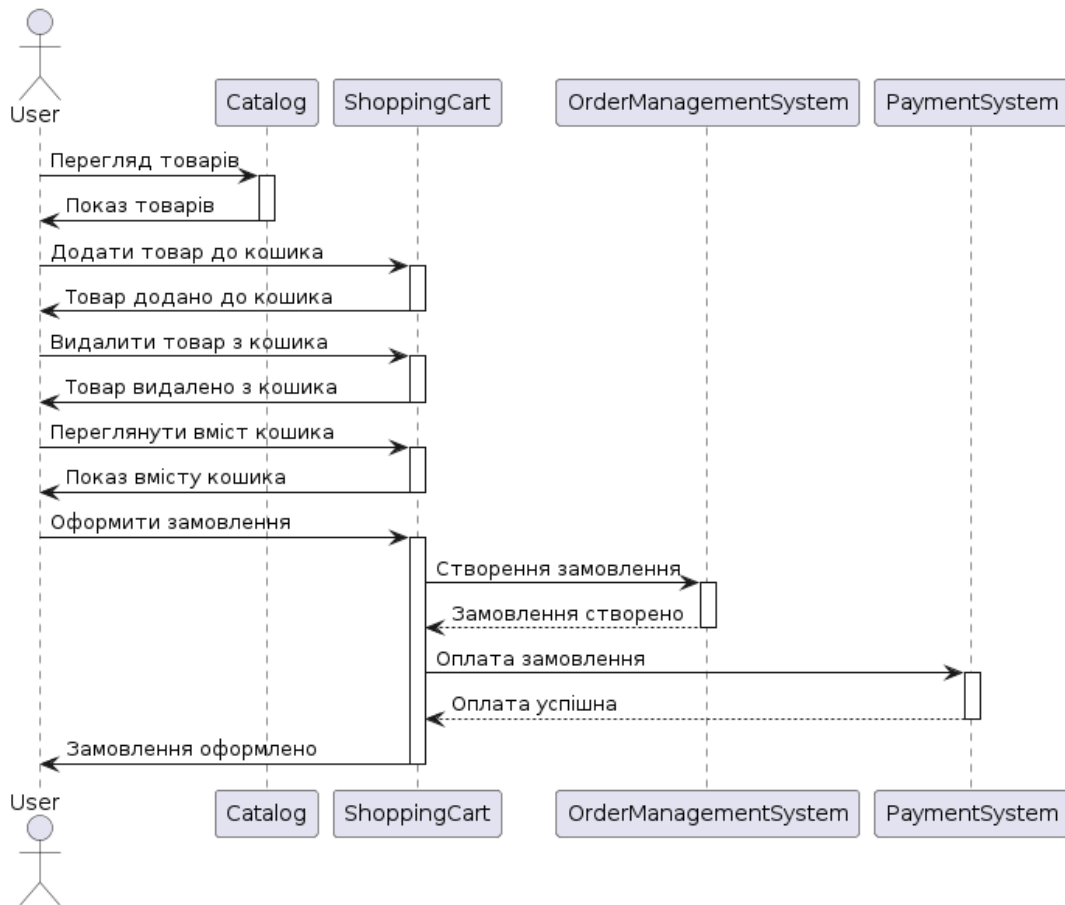 User
Catalog
ShoppingCart
OrderManagementSystem
PaymentSystem
Перегляд товарів
Показ товарів
Додати товар до кошика
Товар додано до кошика
Видалити товар з кошика
Товар видалено з кошика
Переглянути вміст кошика
Показ вмісту кошика
Оформити замовлення
Створення замовлення
Замовлення створено
Оплата замовлення
Оплата успішна
Замовлення оформлено
User
Catalog
ShoppingCart
OrderManagementSystem
PaymentSystem